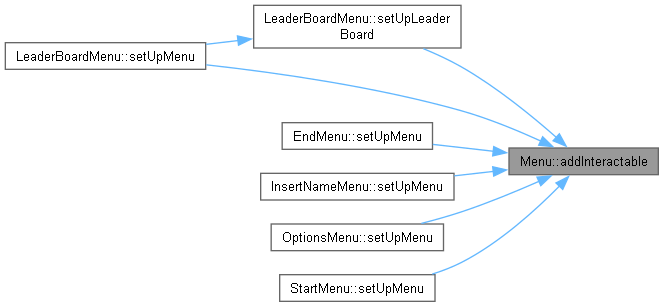 LeaderBoardMenu::setUpLeader
Board
LeaderBoardMenu::setUpMenu
EndMenu::setUpMenu
Menu::addInteractable
InsertNameMenu::setUpMenu
OptionsMenu::setUpMenu
StartMenu::setUpMenu